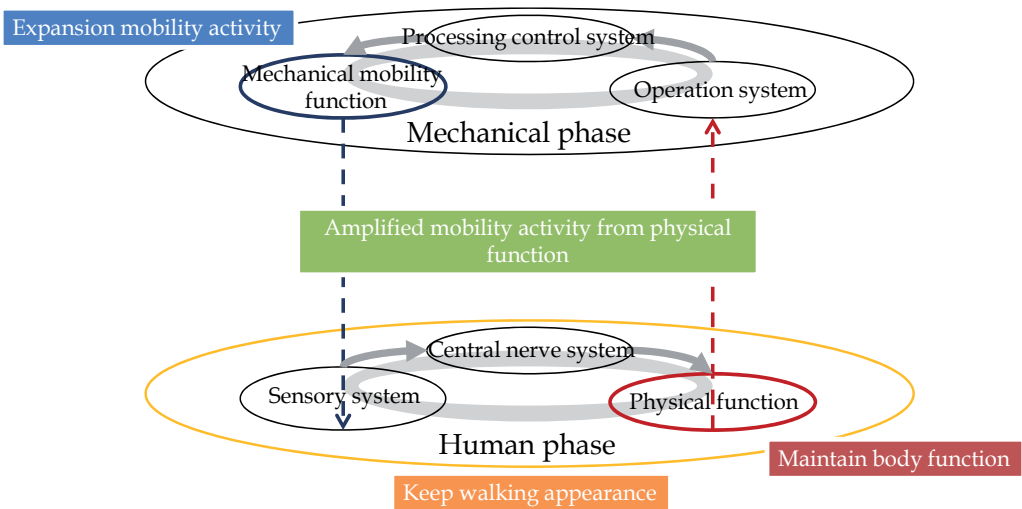 Expansion mobility activity
Processing control system
Mechanical mobility
function
Operation system
Mechanical phase
Amplified mobility activity from physical
function
Central nerve system
Sensory system
Physical function
Human phase
Maintain body function
Keep walking appearance